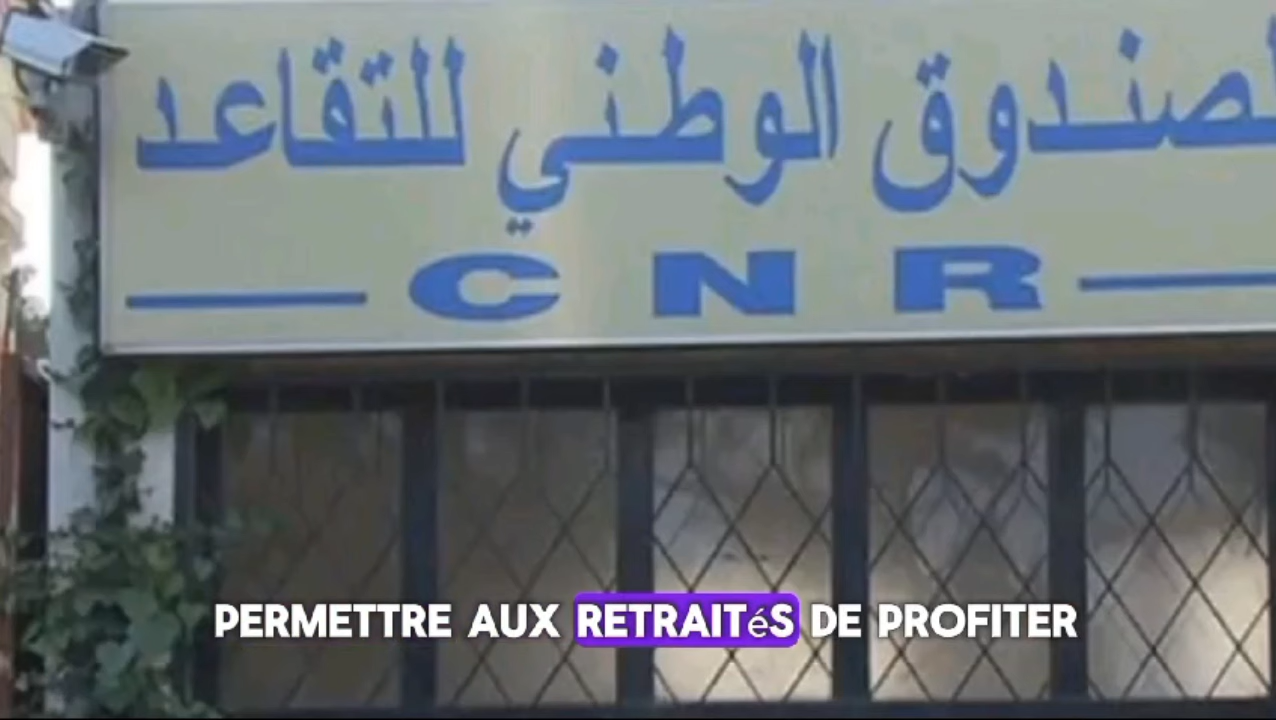 لصندوق الوطني للتقاعد
CNR
PERMETTRE AUX RETRAITéS DE PROFITER